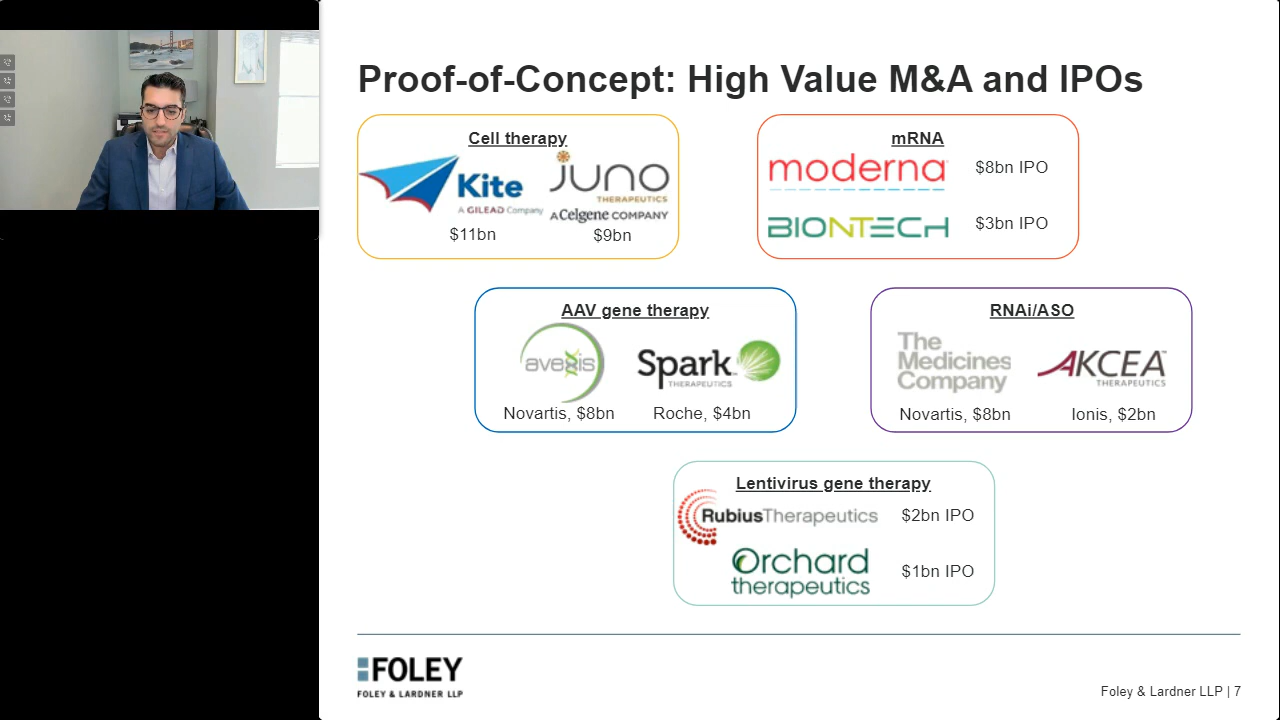 Proof-of-Concept: High Value M&A and IPOs
Cell therapy
Kite
A GILEAD Company
$11bn
JUNO
THERAPEUTICS
A Celgene COMPANY
$9bn
mRNA
moderna
$8bn IPO
BIONTECH
$3bn IPO
AAV gene therapy
avexis
Novartis, $8bn
Spark
THERAPEUTICS
Roche, $4bn
RNAi/ASO
The
Medicines
Company
Novartis, $8bn
AKCEA
THERAPEUTICS
Ionis, $2bn
Lentivirus gene therapy
RubiusTherapeutics
$2bn IPO
Orchard
therapeutics
$1bn IPO
FOLEY
FOLEY & LARDNER LLP
Foley & Lardner LLP | 7